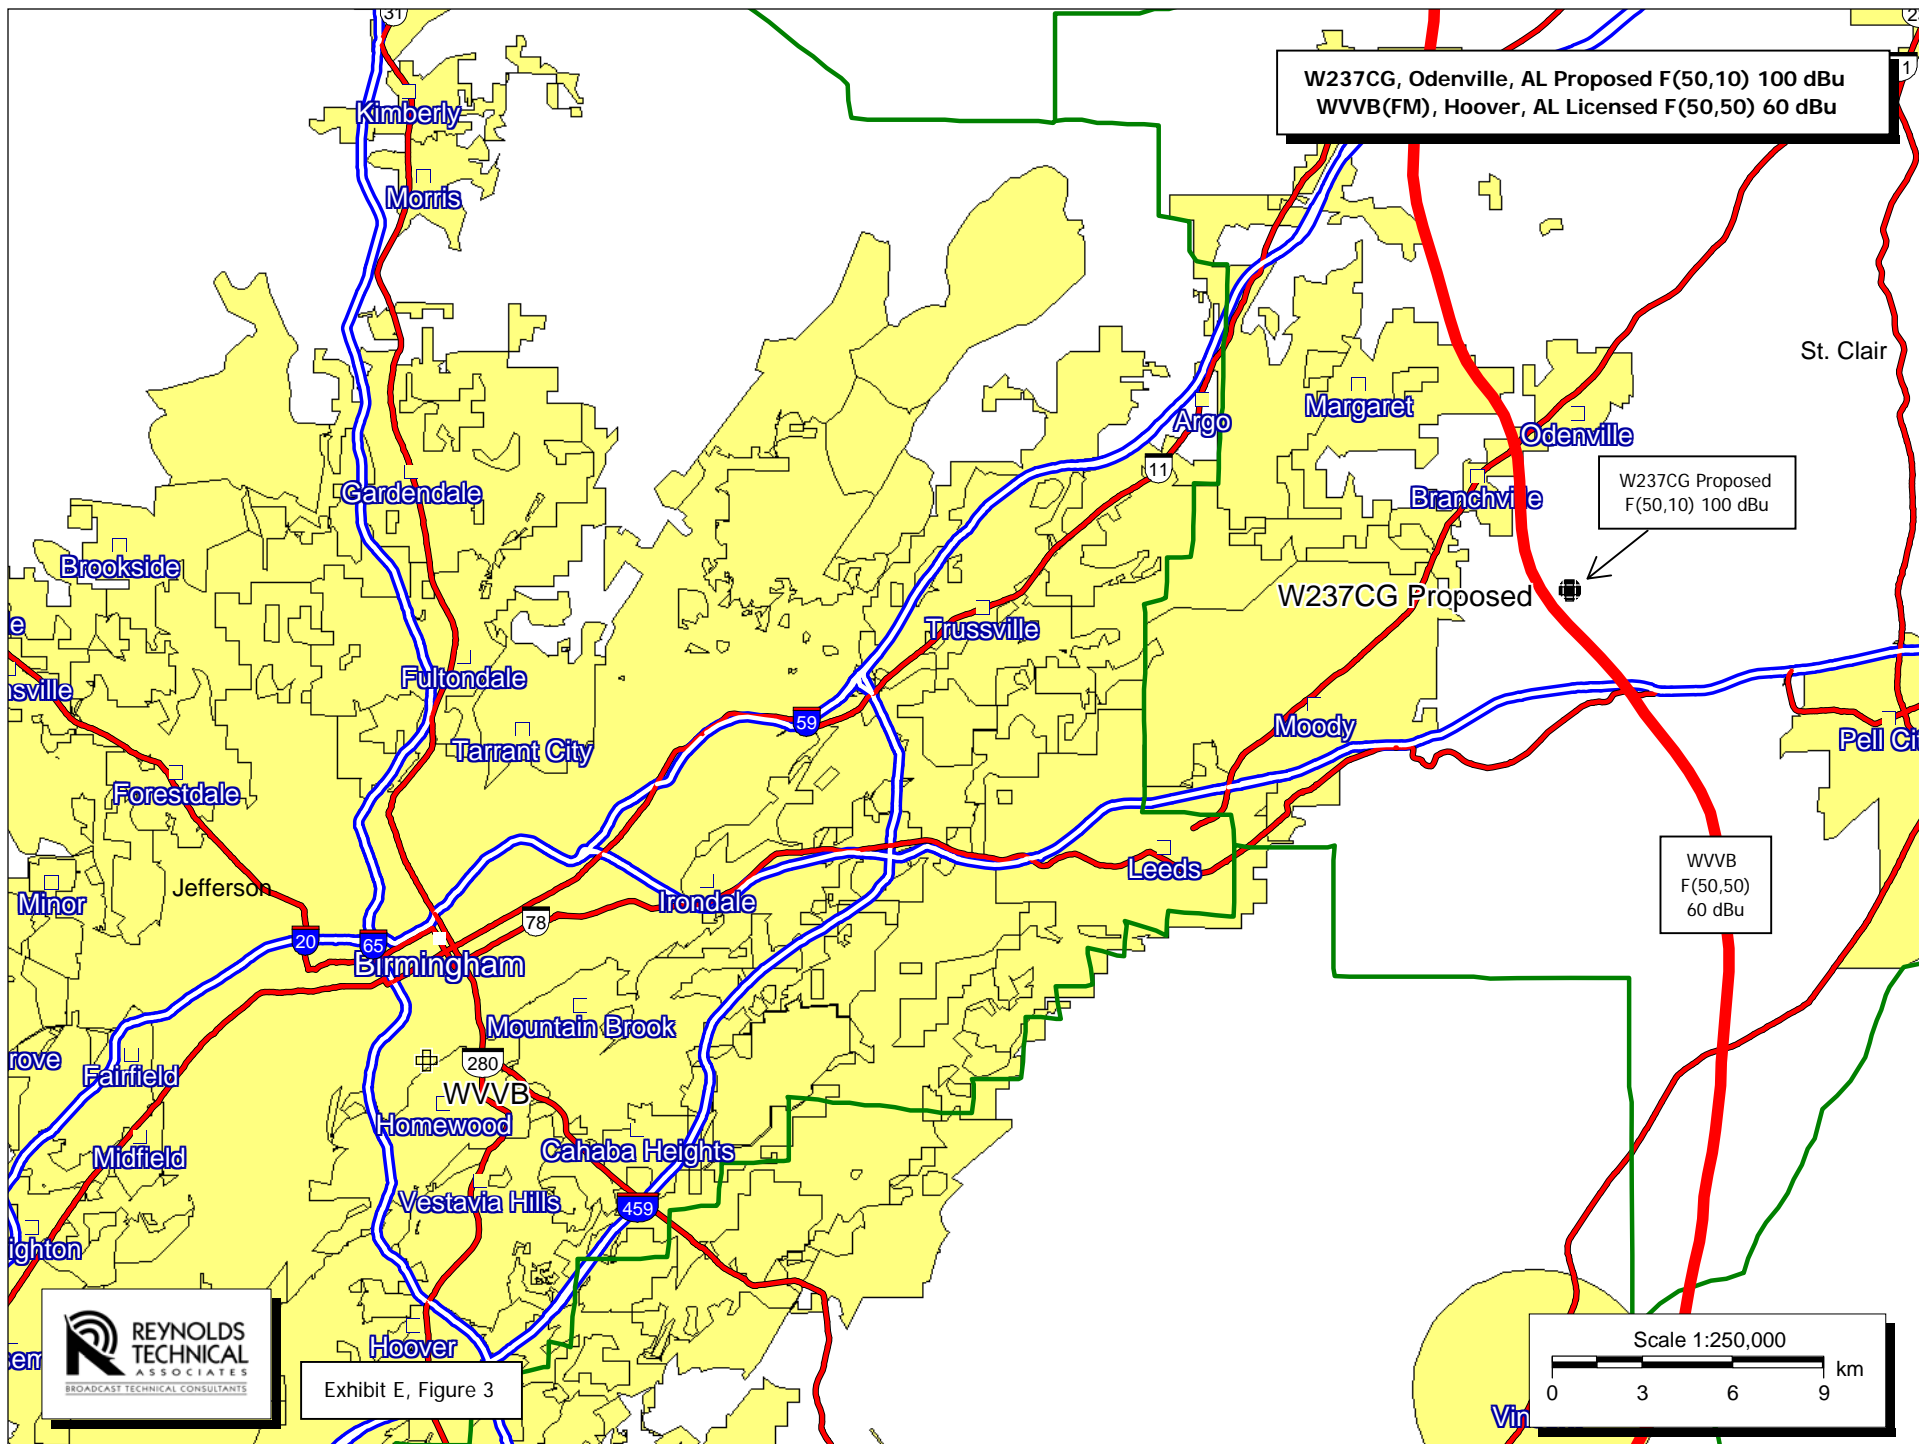 31
W237CG, Odenville, AL Proposed F(50,10) 100 dBu
WVVB(FM), Hoover, AL Licensed F(50,50) 60 dBu
1
Kimberly
Morris
St. Clair
Argo
Margaret
Odenville
11
Gardendale
Branchville
W237CG Proposed
F(50,10) 100 dBu
Brookside
W237CG Proposed
Trussville
Fultondale
asville
59
Moody
Pell Cit
Tarrant City
Forestdale
Leeds
WVVB
F(50,50)
60 dBu
Jefferson
Minor
Irondale
78
20
65
Birmingham
Mountain Brook
rove
Fairfield
280
WVVB
Homewood
Midfield
Cahaba Heights
Vestavia Hills
459
ighton
REYNOLDS
TECHNICAL
ASSOCIATES
BROADCAST TECHNICAL CONSULTANTS
Hoover
Exhibit E, Figure 3
Scale 1:250,000
km
0 3 6 9
Vin